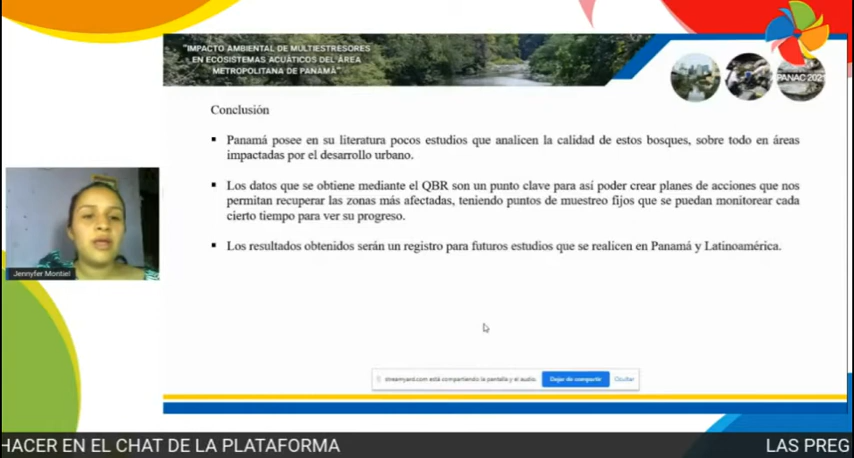 "IMPACTO AMBIENTAL DE MULTIESTRESORES
EN ECOSISTEMAS ACUÁTICOS DEL ÁREA
METROPOLITANA DE PANAMÁ"
PANAC 2021
Conclusión
▪ Panamá posee en su literatura pocos estudios que analicen la calidad de estos bosques, sobre todo en áreas
impactadas por el desarrollo urbano.
▪ Los datos que se obtiene mediante el QBR son un punto clave para así poder crear planes de acciones que nos
permitan recuperar las zonas más afectadas, teniendo puntos de muestreo fijos que se puedan monitorear cada
cierto tiempo para ver su progreso.
▪ Los resultados obtenidos serán un registro para futuros estudios que se realicen en Panamá y Latinoamérica.
Jennyfer Montiel
streamyard.com está compartiendo la pantalla y el audio.
Dejar de compartir
Ocultar
HACER EN EL CHAT DE LA PLATAFORMA
LAS PREG